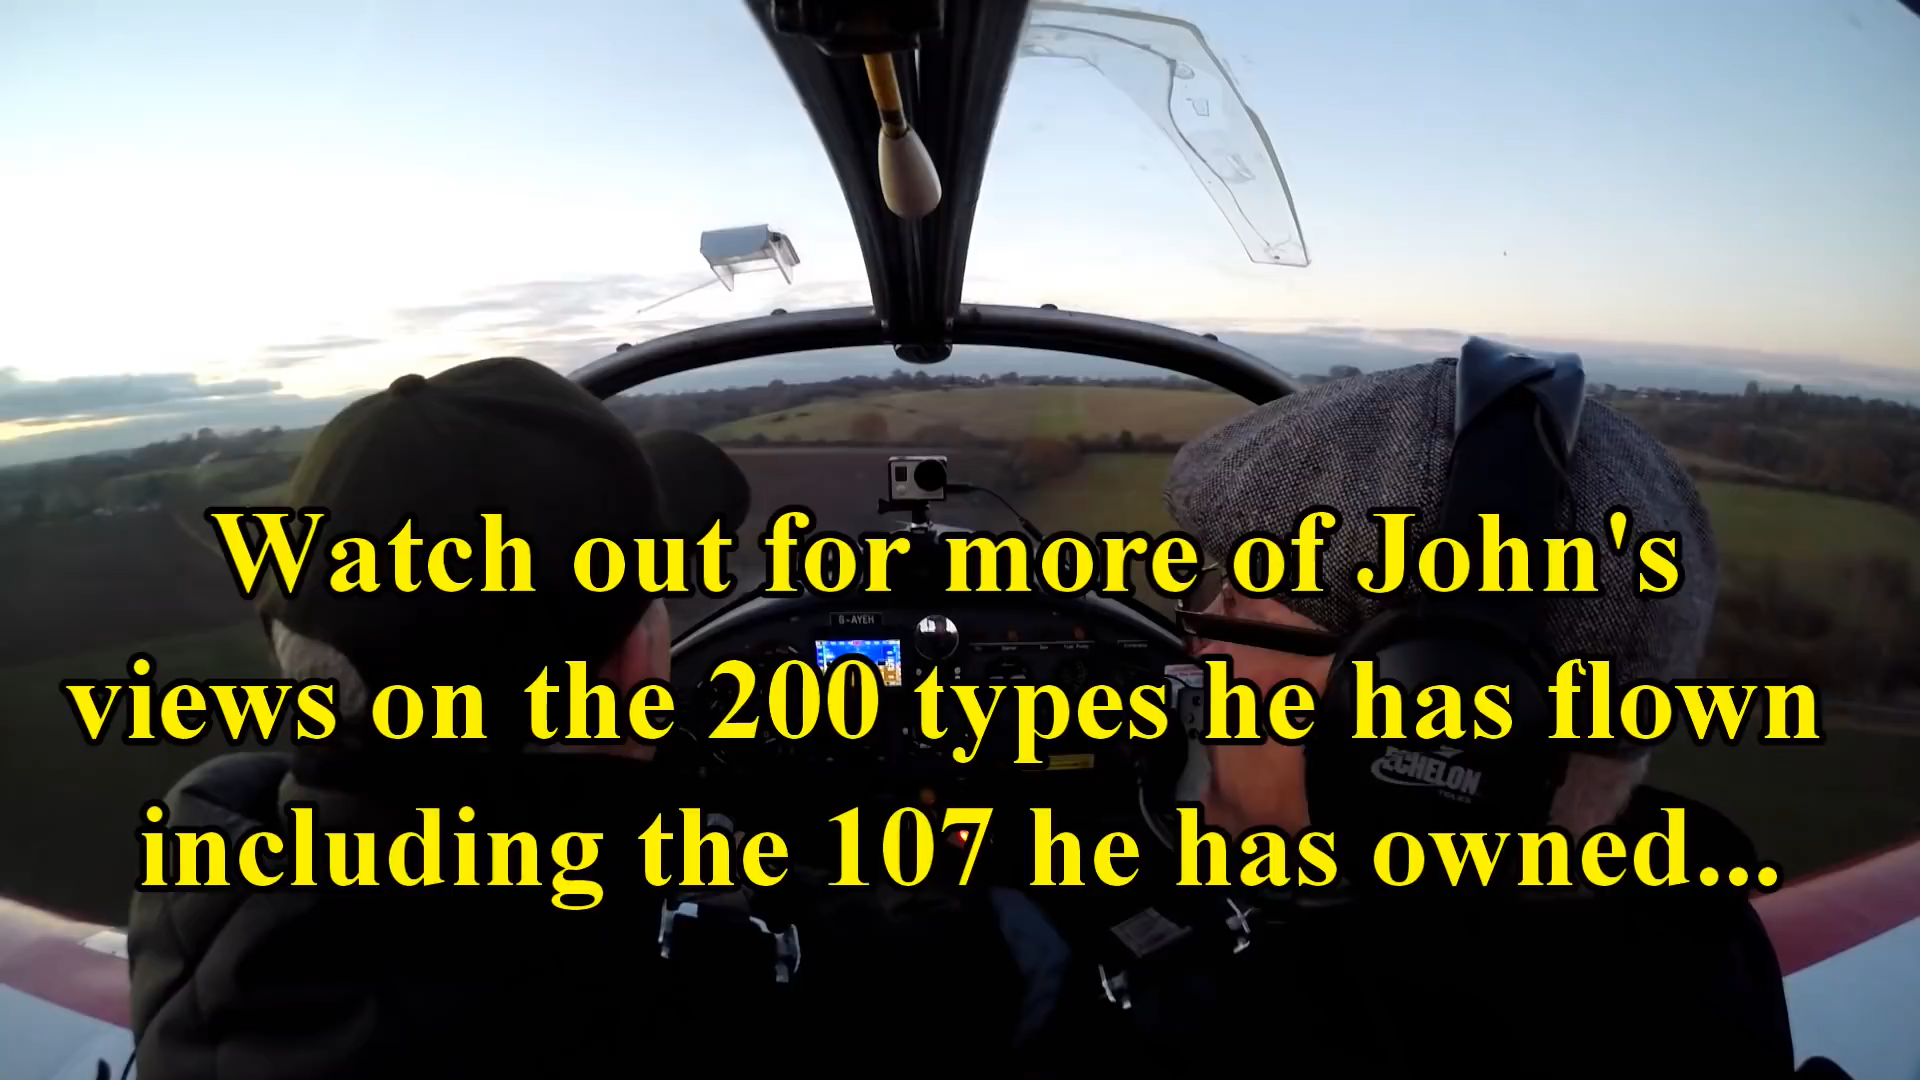 Watch out for more of John's
G-AYEH
views on the 200 types he has flown
ECHELON
including the 107 he has owned...